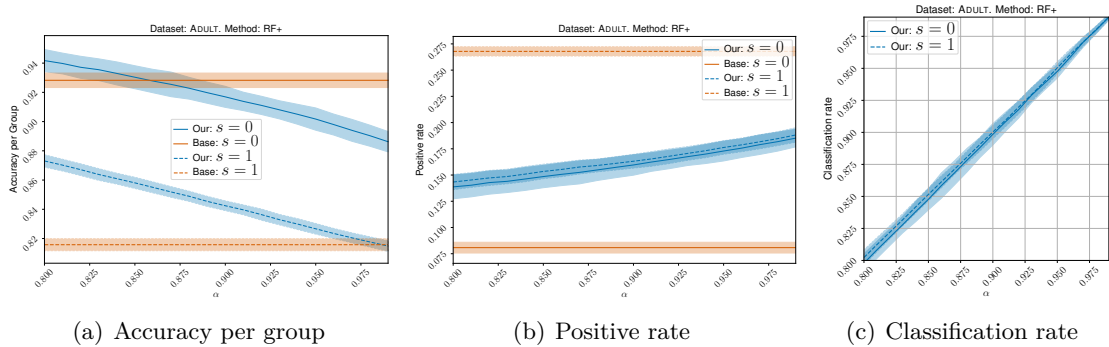 Dataset: ADULT. Method: RF+
Accuracy per Group
0.94
0.92
0.90
0.88
0.86
0.84
0.82
Our: s = 0
Base: s = 0
Our: s = 1
Base: s = 1
0.800 0.825 0.850 0.875 0.900 0.925 0.950 0.975
α
(a) Accuracy per group
Dataset: ADULT. Method: RF+
Positive rate
0.275
0.250
0.225
0.200
0.175
0.150
0.125
0.100
0.075
Our: s = 0
Base: s = 0
Our: s = 1
Base: s = 1
0.800 0.825 0.850 0.875 0.900 0.925 0.950 0.975
α
(b) Positive rate
Dataset: ADULT. Method: RF+
Classification rate
0.975
0.950
0.925
0.900
0.875
0.850
0.825
0.800
Our: s = 0
Our: s = 1
0.800 0.825 0.850 0.875 0.900 0.925 0.950 0.975
α
(c) Classification rate